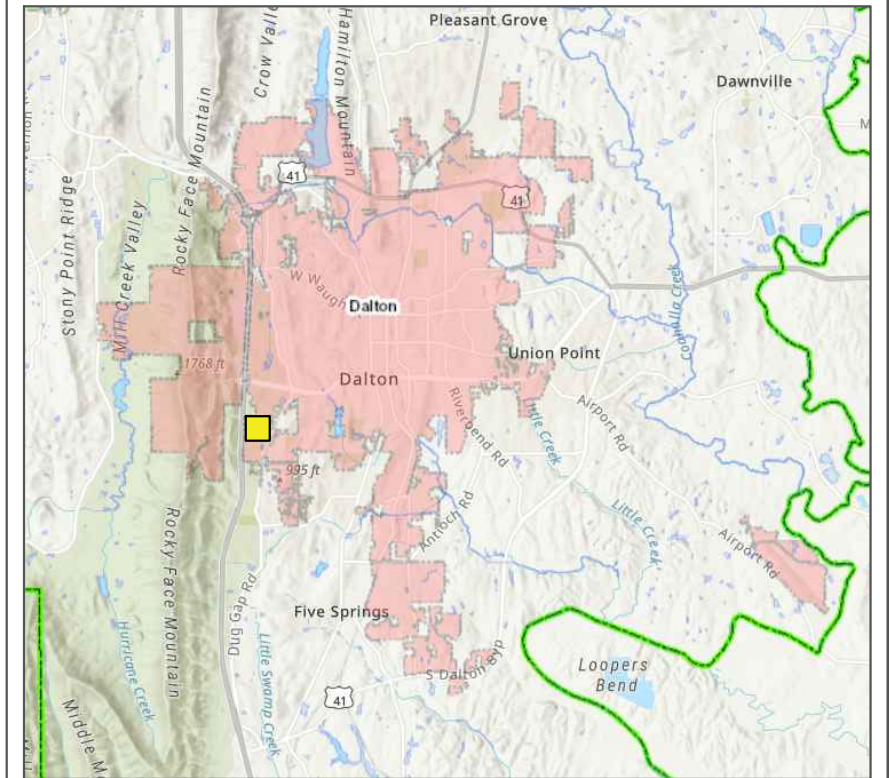 Pleasant Grove
Crow Valle
Hamilton Mountain
Dawnville
Rocky Face Mountain
41
41
Stony Point Ridge
Mill Creek Valley
W Waugh
Dalton
Coahulla Creek
Union Point
1768 ft
Dalton
Riverbend Rd
Little Creek
Airport Rd
995 ft
Antioch Rd
Little Creek
Airport Rd
Rocky Face Mountain
Dug Gap Rd
Five Springs
Hurricane Creek
Little Swamp Creek
S Dalton Byp
Loopers
Bend
41
Middle Mo